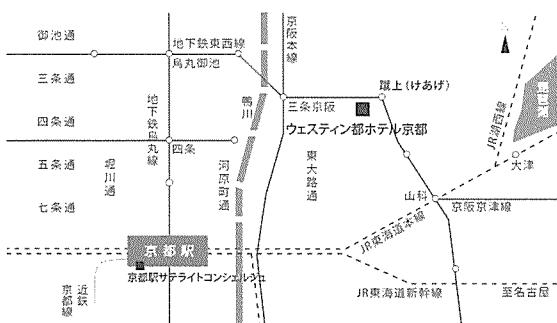 御池通
三条通
四条通
五条通
七条通
堀川通
地下鉄烏丸線
地下鉄東西線
烏丸御池
四条
河原町通
鴨川
京阪本線
三条京阪
蹴上(けあげ)
ウェスティン都ホテル京都
東大路通
山科
京阪京津線
JR湖西線
琵琶湖
大津
JR東海道本線
JR東海道新幹線
至名古屋
京都駅
京都駅サテライトコンシェルジュ
近鉄
京都線